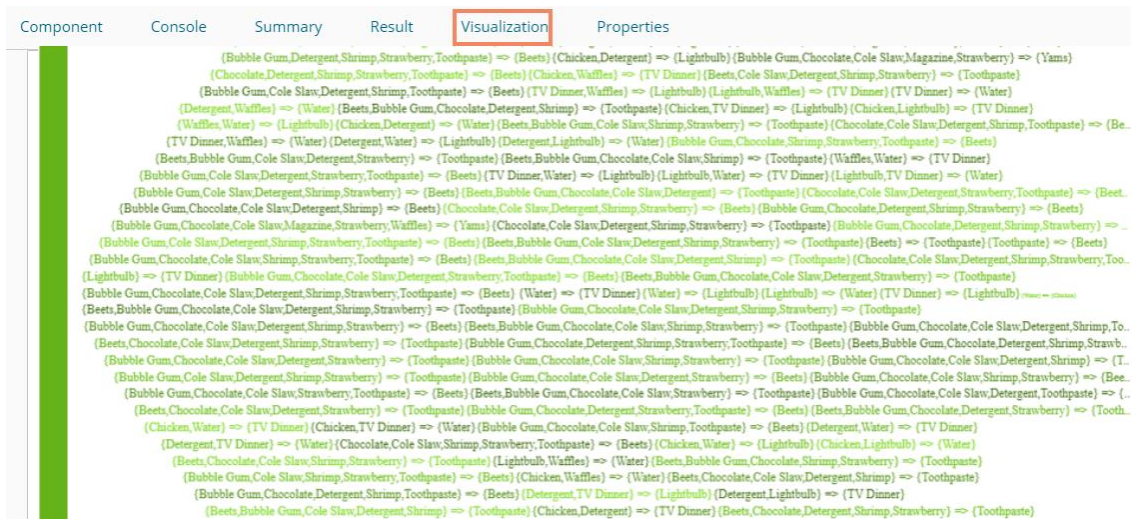 Component Console Summary Result Visualization Properties
{Bubble Gum,Detergent,Shrimp,Strawberry,Toothpaste} => {Beets}{Chicken,Detergent} => {Lightbulb}{Bubble Gum,Chocolate,Cole Slaw,Magazine,Strawberry} => {Yams}
{Chocolate,Detergent,Shrimp,Strawberry,Toothpaste} => {Beets}{Chicken,Waffles} => {TV Dinner}{Beets,Cole Slaw,Detergent,Shrimp,Strawberry} => {Toothpaste}
{Bubble Gum,Cole Slaw,Detergent,Shrimp,Toothpaste} => {Beets}{TV Dinner,Waffles} => {Lightbulb}{Lightbulb,Waffles} => {TV Dinner}{TV Dinner} => {Water}
{Detergent,Waffles} => {Water}{Beets,Bubble Gum,Chocolate,Detergent,Shrimp} => {Toothpaste}{Chicken,TV Dinner} => {Lightbulb}{Chicken,Lightbulb} => {TV Dinner}
{Waffles,Water} => {Lightbulb}{Chicken,Detergent} => {Water}{Beets,Bubble Gum,Cole Slaw,Shrimp,Strawberry} => {Toothpaste}{Chocolate,Cole Slaw,Detergent,Shrimp,Toothpaste} => {Be...
{TV Dinner,Waffles} => {Water}{Detergent,Water} => {Lightbulb}{Detergent,Lightbulb} => {Water}{Bubble Gum,Chocolate,Shrimp,Strawberry,Toothpaste} => {Beets}
{Beets,Bubble Gum,Cole Slaw,Detergent,Strawberry} => {Toothpaste}{Beets,Bubble Gum,Chocolate,Cole Slaw,Shrimp} => {Toothpaste}{Waffles,Water} => {TV Dinner}
{Bubble Gum,Cole Slaw,Detergent,Strawberry,Toothpaste} => {Beets}{TV Dinner,Water} => {Lightbulb}{Lightbulb,Water} => {TV Dinner}{Lightbulb,TV Dinner} => {Water}
{Bubble Gum,Cole Slaw,Detergent,Shrimp,Strawberry} => {Beets}{Beets,Bubble Gum,Chocolate,Cole Slaw,Detergent} => {Toothpaste}{Chocolate,Cole Slaw,Detergent,Strawberry,Toothpaste} => {Beet...
{Bubble Gum,Chocolate,Cole Slaw,Detergent,Shrimp} => {Beets}{Chocolate,Cole Slaw,Detergent,Shrimp,Strawberry} => {Beets}{Bubble Gum,Chocolate,Detergent,Shrimp,Strawberry} => {Beets}
{Bubble Gum,Chocolate,Cole Slaw,Magazine,Strawberry,Waffles} => {Yams}{Chocolate,Cole Slaw,Detergent,Shrimp,Strawberry} => {Toothpaste}{Bubble Gum,Chocolate,Detergent,Shrimp,Strawberry} => ...
{Bubble Gum,Cole Slaw,Detergent,Shrimp,Strawberry,Toothpaste} => {Beets}{Beets,Bubble Gum,Cole Slaw,Detergent,Shrimp,Strawberry} => {Toothpaste}{Beets} => {Toothpaste}{Toothpaste} => {Beets}
{Bubble Gum,Chocolate,Cole Slaw,Shrimp,Strawberry,Toothpaste} => {Beets}{Beets,Bubble Gum,Chocolate,Cole Slaw,Detergent,Shrimp} => {Toothpaste}{Chocolate,Cole Slaw,Detergent,Shrimp,Strawberry,Too...
{Lightbulb} => {TV Dinner}{Bubble Gum,Chocolate,Cole Slaw,Detergent,Strawberry,Toothpaste} => {Beets}{Beets,Bubble Gum,Chocolate,Cole Slaw,Detergent,Strawberry} => {Toothpaste}
{Bubble Gum,Chocolate,Cole Slaw,Detergent,Shrimp,Strawberry,Toothpaste} => {Beets} {Water} => {TV Dinner}{Water} => {Lightbulb}{Lightbulb} => {Water}{TV Dinner} => {Lightbulb} {Water} => {Chicken}
{Beets,Bubble Gum,Chocolate,Cole Slaw,Detergent,Shrimp,Strawberry} => {Toothpaste}{Bubble Gum,Chocolate,Cole Slaw,Detergent,Shrimp,Strawberry} => {Toothpaste}
{Bubble Gum,Chocolate,Cole Slaw,Detergent,Shrimp,Strawberry} => {Beets}{Beets,Bubble Gum,Chocolate,Cole Slaw,Shrimp,Strawberry} => {Toothpaste}{Bubble Gum,Chocolate,Cole Slaw,Detergent,Shrimp,To...
{Beets,Chocolate,Cole Slaw,Detergent,Shrimp,Strawberry} => {Toothpaste}{Bubble Gum,Chocolate,Detergent,Shrimp,Strawberry,Toothpaste} => {Beets}{Beets,Bubble Gum,Chocolate,Detergent,Shrimp,Strawb...
{Bubble Gum,Chocolate,Cole Slaw,Detergent,Strawberry} => {Toothpaste}{Bubble Gum,Chocolate,Cole Slaw,Shrimp,Strawberry} => {Toothpaste}{Bubble Gum,Chocolate,Cole Slaw,Detergent,Shrimp} => {T...
{Bubble Gum,Cole Slaw,Detergent,Shrimp,Strawberry} => {Toothpaste}{Bubble Gum,Chocolate,Cole Slaw,Detergent,Strawberry} => {Beets}{Bubble Gum,Chocolate,Cole Slaw,Shrimp,Strawberry} => {Bee...
{Bubble Gum,Chocolate,Cole Slaw,Strawberry,Toothpaste} => {Beets}{Beets,Bubble Gum,Chocolate,Cole Slaw,Strawberry} => {Toothpaste}{Bubble Gum,Chocolate,Cole Slaw,Detergent,Toothpaste} => {...
{Beets,Chocolate,Cole Slaw,Detergent,Strawberry} => {Toothpaste}{Bubble Gum,Chocolate,Detergent,Strawberry,Toothpaste} => {Beets}{Beets,Bubble Gum,Chocolate,Detergent,Strawberry} => {Tooth...
{Chicken,Water} => {TV Dinner}{Chicken,TV Dinner} => {Water}{Bubble Gum,Chocolate,Cole Slaw,Shrimp,Toothpaste} => {Beets}{Detergent,Water} => {TV Dinner}
{Detergent,TV Dinner} => {Water}{Chocolate,Cole Slaw,Shrimp,Strawberry,Toothpaste} => {Beets}{Chicken,Water} => {Lightbulb}{Chicken,Lightbulb} => {Water}
{Beets,Chocolate,Cole Slaw,Shrimp,Strawberry} => {Toothpaste}{Lightbulb,Waffles} => {Water}{Beets,Bubble Gum,Chocolate,Shrimp,Strawberry} => {Toothpaste}
{Bubble Gum,Cole Slaw,Shrimp,Strawberry,Toothpaste} => {Beets}{Chicken,Waffles} => {Water}{Beets,Chocolate,Cole Slaw,Detergent,Shrimp} => {Toothpaste}
{Bubble Gum,Chocolate,Detergent,Shrimp,Toothpaste} => {Beets}{Detergent,TV Dinner} => {Lightbulb}{Detergent,Lightbulb} => {TV Dinner}
{Beets,Bubble Gum,Cole Slaw,Detergent,Shrimp} => {Toothpaste}{Chicken,Detergent} => {TV Dinner}{Beets,Chocolate,Detergent,Shrimp,Strawberry} => {Toothpaste}